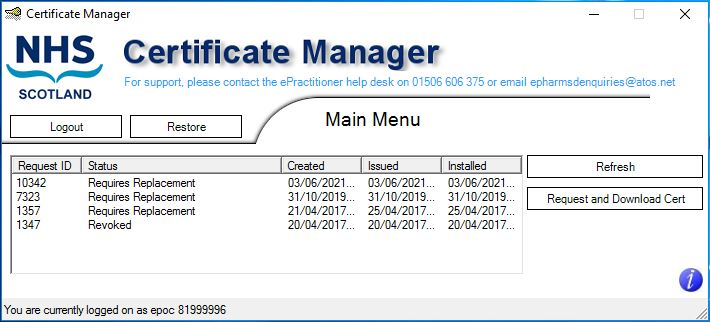 Certificate Manager
NHS
SCOTLAND
Certificate Manager
For support, please contact the ePractitioner help desk on 01506 606 375 or email epharmsdenquiries@atos.net
Logout
Restore
Main Menu
Request ID Status Created Issued Installed
10342 Requires Replacement 03/06/2021... 03/06/2021... 03/06/2021...
7323 Requires Replacement 31/10/2019... 31/10/2019... 31/10/2019...
1357 Requires Replacement 21/04/2017... 25/04/2017... 25/04/2017...
1347 Revoked 20/04/2017... 20/04/2017... 20/04/2017...
Refresh
Request and Download Cert
i
You are currently logged on as epoc 81999996